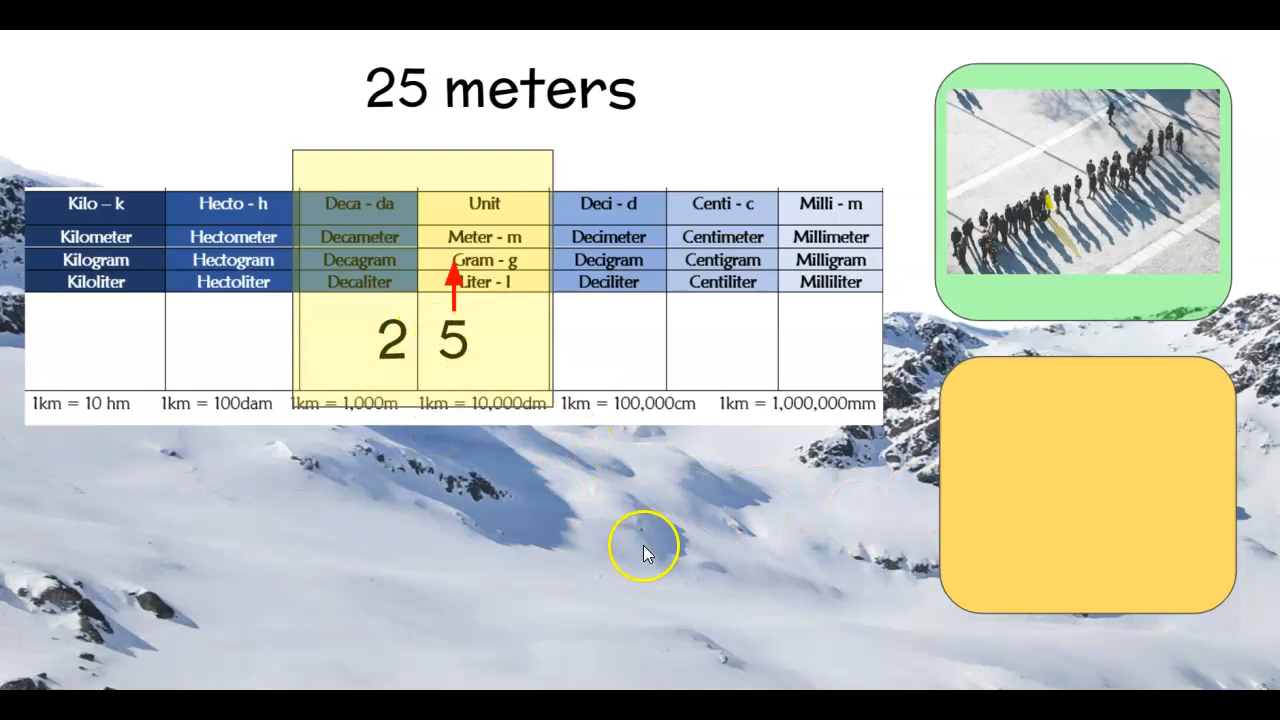 25 meters
Kilo – k Hecto - h Deca - da Unit Deci - d Centi - c Milli - m
Kilometer Hectometer Decameter Meter - m Decimeter Centimeter Millimeter
Kilogram Hectogram Decagram Gram - g Decigram Centigram Milligram
Kiloliter Hectoliter Decaliter Liter - l Deciliter Centiliter Milliliter
2 5
1km = 10 hm 1km = 100dam 1km = 1,000m 1km = 10,000dm 1km = 100,000cm 1km = 1,000,000mm